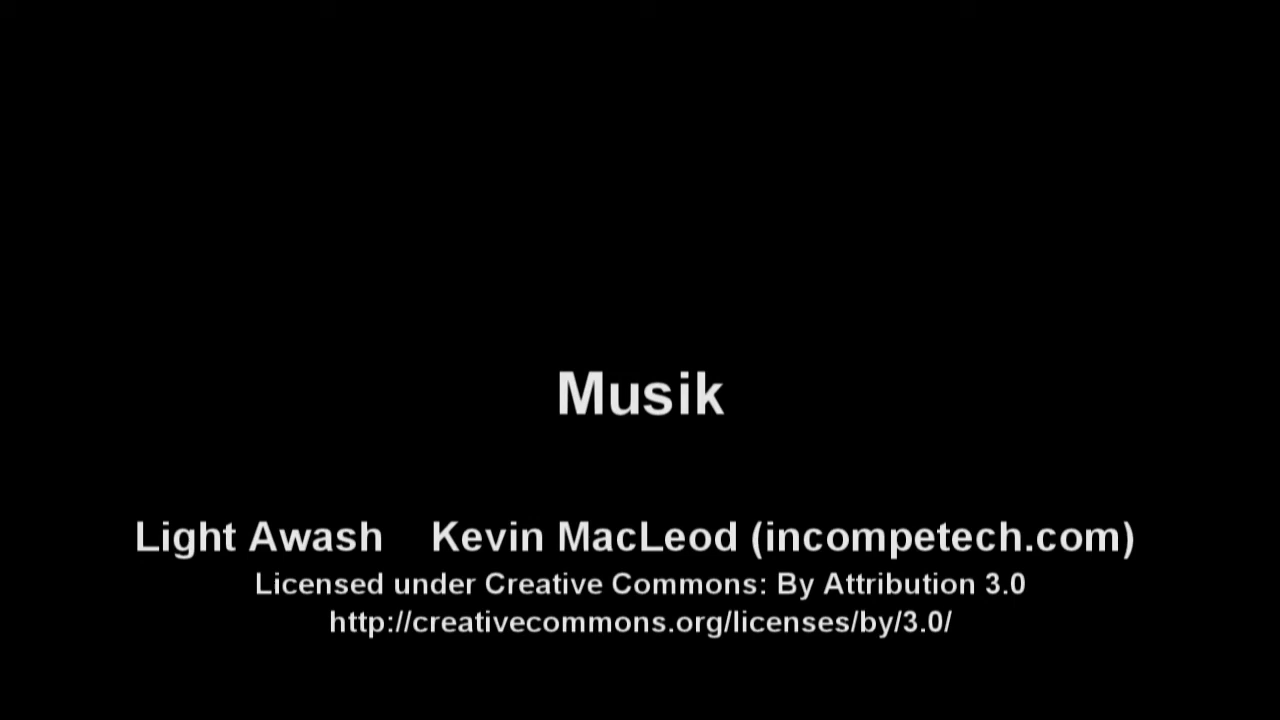 Musik
Light Awash Kevin MacLeod (incompetech.com)
Licensed under Creative Commons: By Attribution 3.0
http://creativecommons.org/licenses/by/3.0/